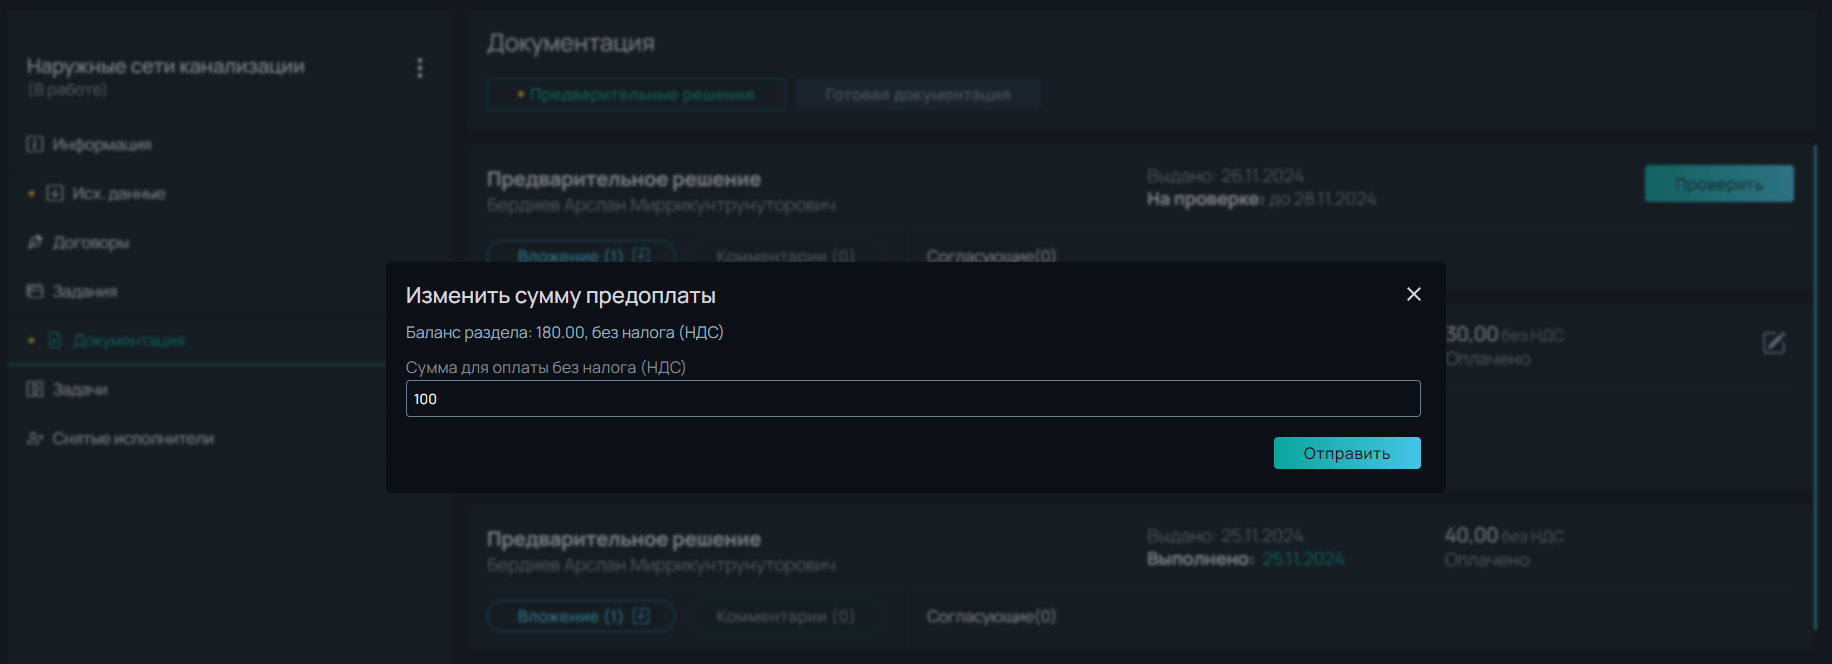 Наружные сети канализации
(В работе)
Информация
Исх. данные
Договоры
Задания
Документация
Задачи
Снятые исполнители
Документация
Предварительные решения
Готовая документация
Предварительное решение
Бердиев Арслан Миррикунтрунуторович
Выдано: 26.11.2024
На проверке: до 28.11.2024
Проверить
Вложение (1)
Комментарии (0)
Согласующие(0)
Изменить сумму предоплаты
Баланс раздела: 180.00, без налога (НДС)
Сумма для оплаты без налога (НДС)
100
Отправить
30,00 без НДС
Оплачено
Предварительное решение
Бердиев Арслан Миррикунтрунуторович
Выдано: 25.11.2024
Выполнено: 25.11.2024
40,00 без НДС
Оплачено
Вложение (1)
Комментарии (0)
Согласующие(0)